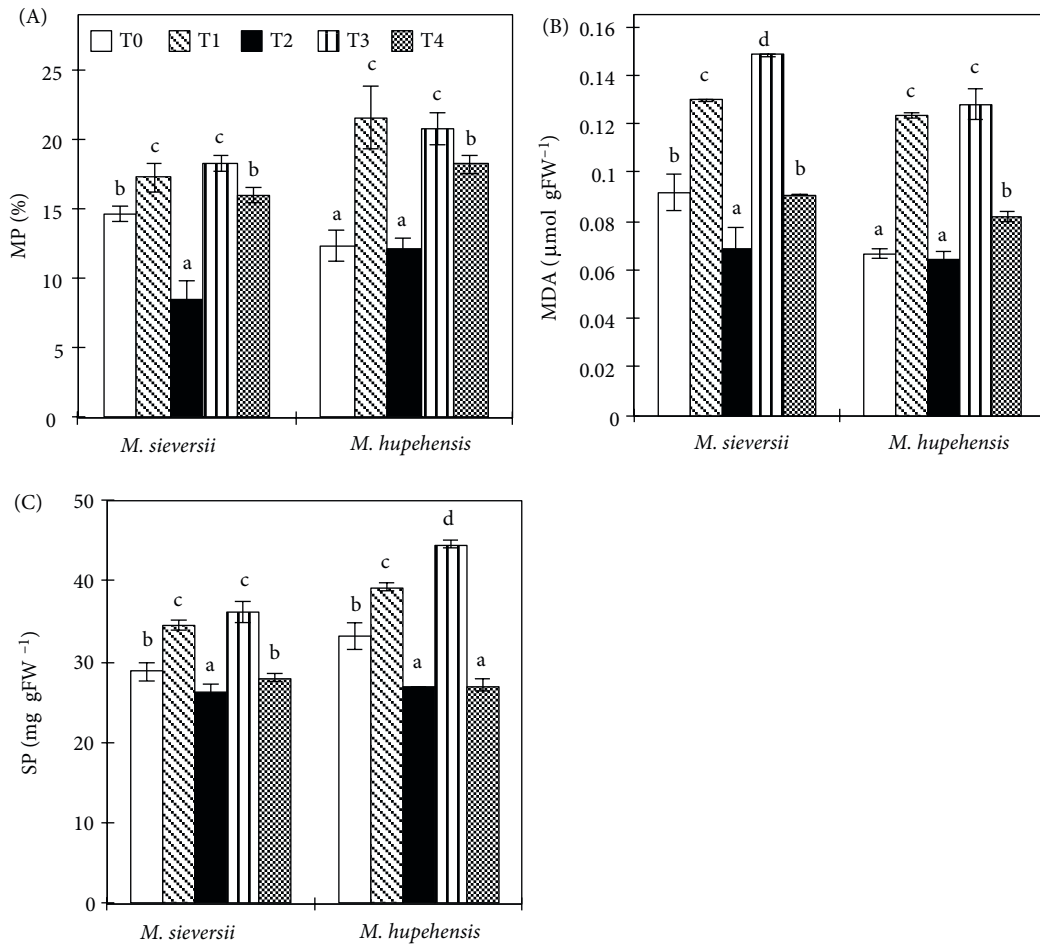 (A)
T0 T1 T2 T3 T4
25
20
15
10
5
0
MP (%)
b c a c b
a c a c b
M. sieversii M. hupehensis
(B)
0.16
0.14
0.12
0.1
0.08
0.06
0.04
0.02
0
MDA (µmol gFW⁻¹)
b c a d b
a c a c b
M. sieversii M. hupehensis
(C)
50
40
30
20
10
0
SP (mg gFW⁻¹)
b c a c b
b c a d a
M. sieversii M. hupehensis